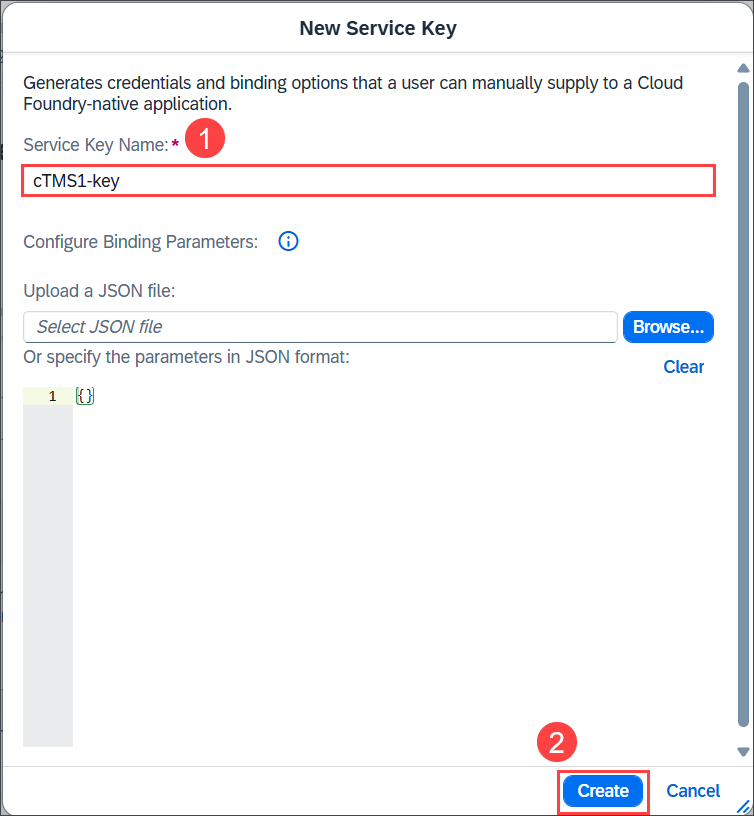 New Service Key
Generates credentials and binding options that a user can manually supply to a Cloud
Foundry-native application.
Service Key Name:* 1
cTMS1-key
Configure Binding Parameters:
Upload a JSON file:
Select JSON file Browse...
Or specify the parameters in JSON format:
Clear
1 {}
2
Create Cancel